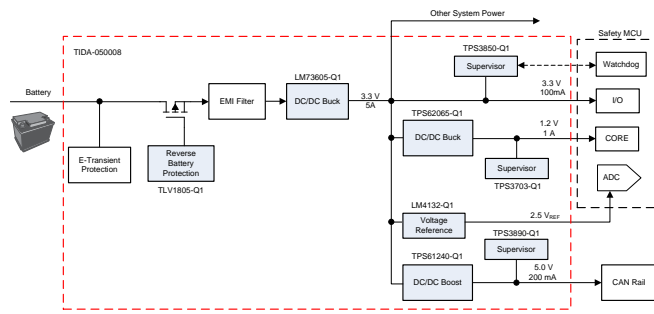 Other System Power
TIDA-050008
Safety MCU
TPS3850-Q1
Supervisor
Watchdog
Battery
LM73605-Q1
EMI Filter
DC/DC Buck
3.3 V
5A
3.3 V
100mA
I/O
TPS62065-Q1
DC/DC Buck
1.2 V
1 A
CORE
E-Transient
Protection
Reverse
Battery
Protection
TLV1805-Q1
Supervisor
TPS3703-Q1
ADC
LM4132-Q1
Voltage
Reference
2.5 VREF
TPS3890-Q1
Supervisor
TPS61240-Q1
DC/DC Boost
5.0 V
200 mA
CAN Rail